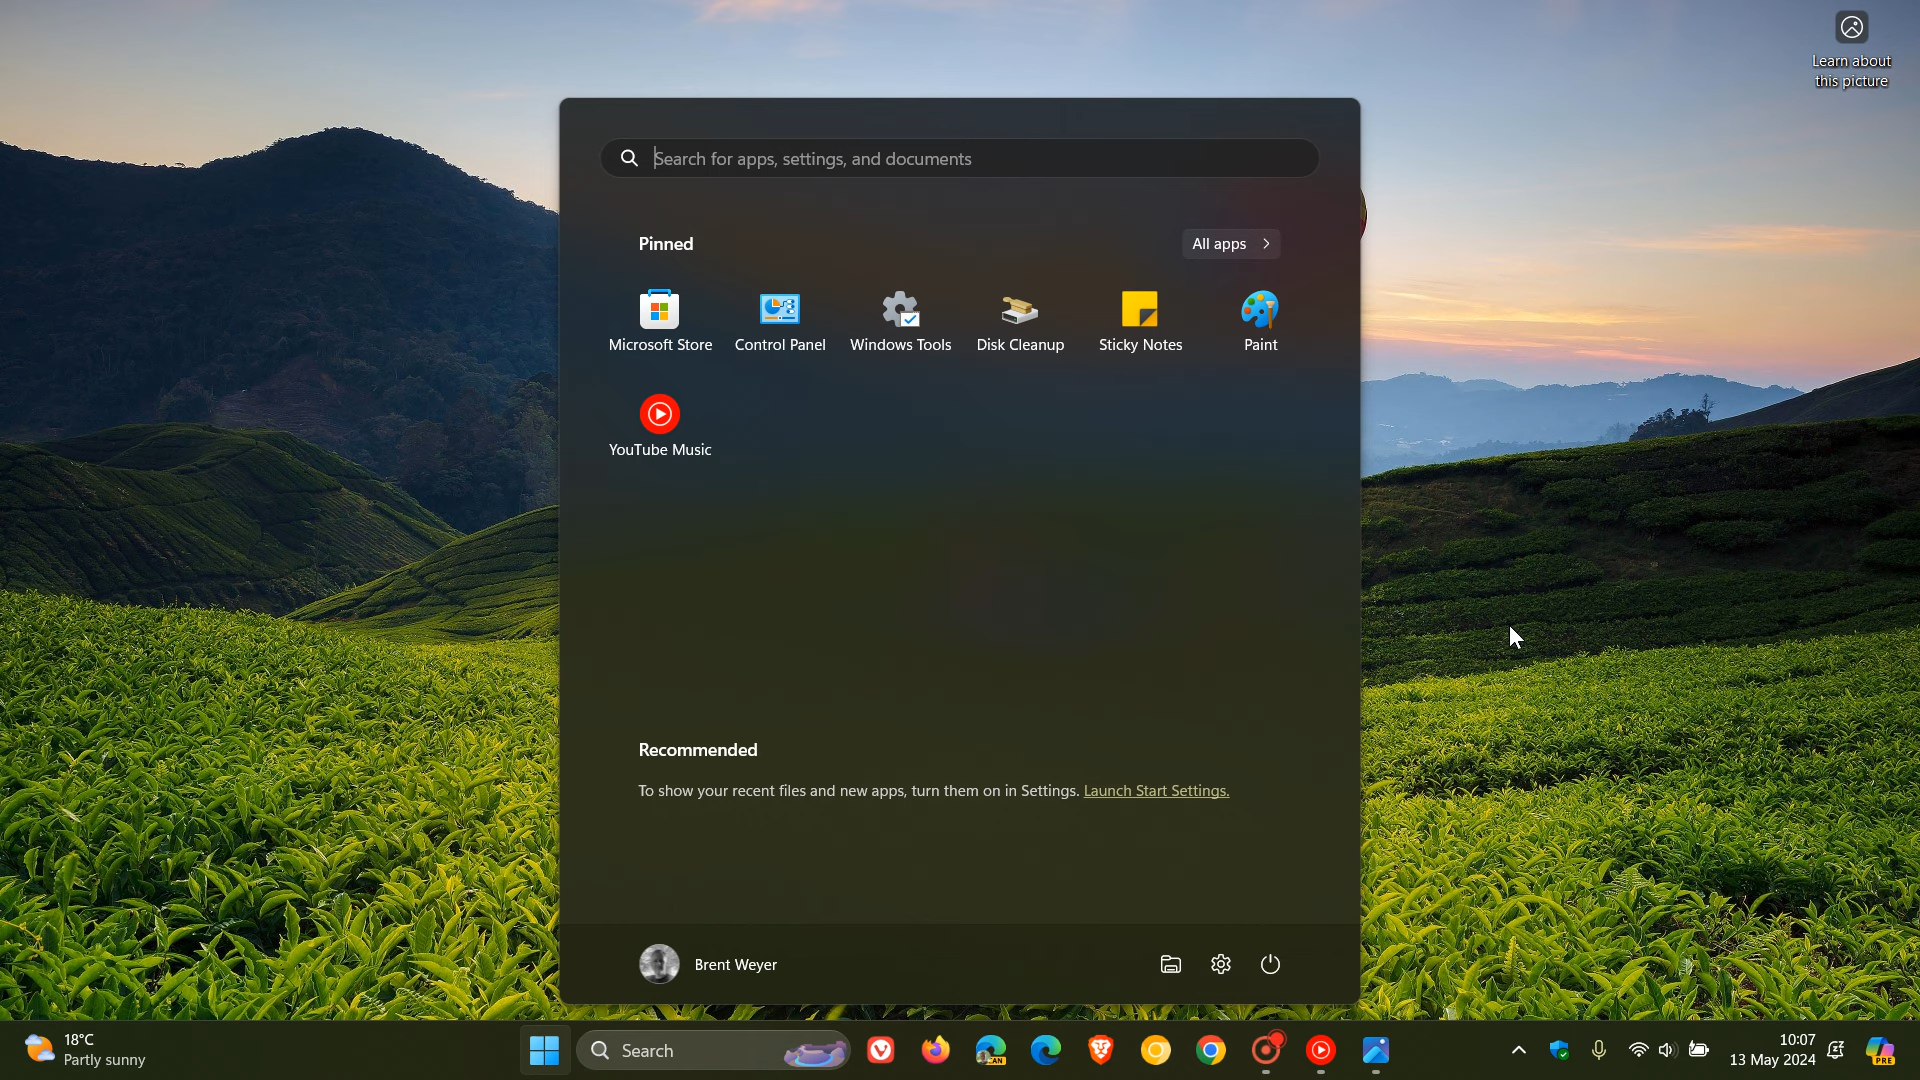 Learn about
this picture
Search for apps, settings, and documents
Pinned
All apps
Microsoft Store
Control Panel
Windows Tools
Disk Cleanup
Sticky Notes
Paint
YouTube Music
Recommended
To show your recent files and new apps, turn them on in Settings. Launch Start Settings.
Brent Weyer
18°C
Partly sunny
Search
CAN
10:07
13 May 2024
PRE